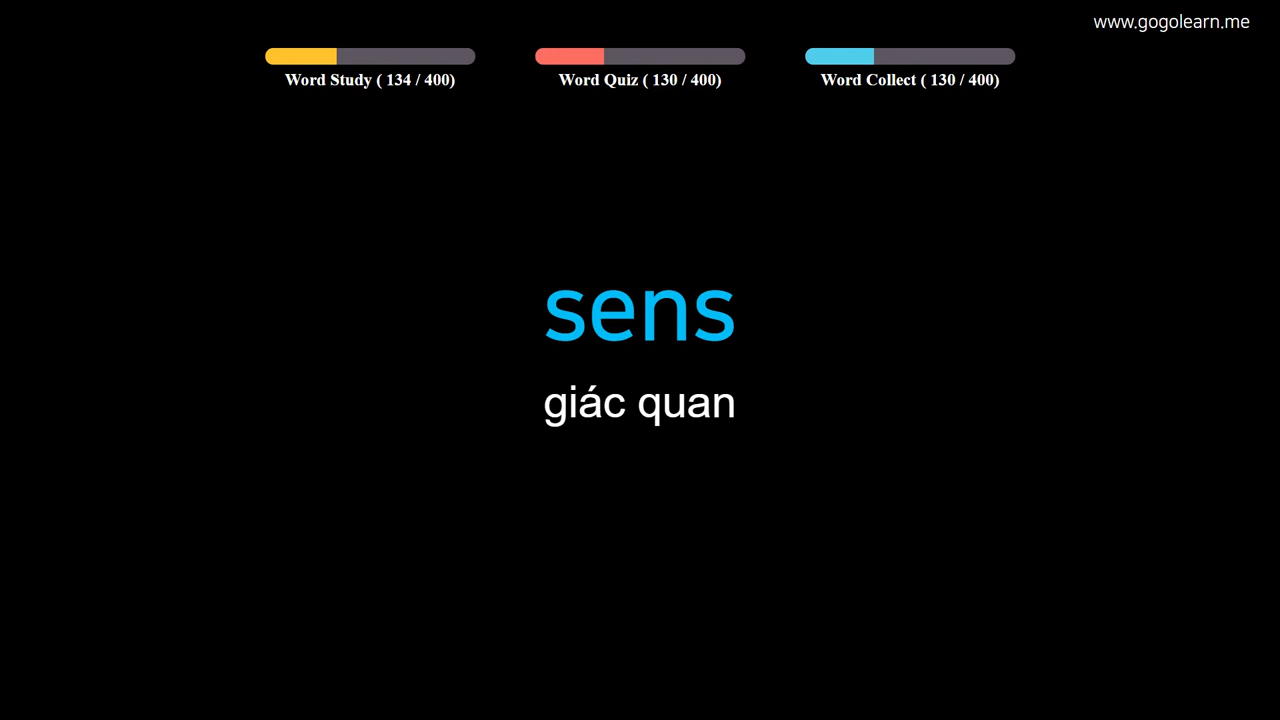 www.gogolearn.me
Word Study ( 134 / 400)
Word Quiz ( 130 / 400)
Word Collect ( 130 / 400)
sens
giác quan